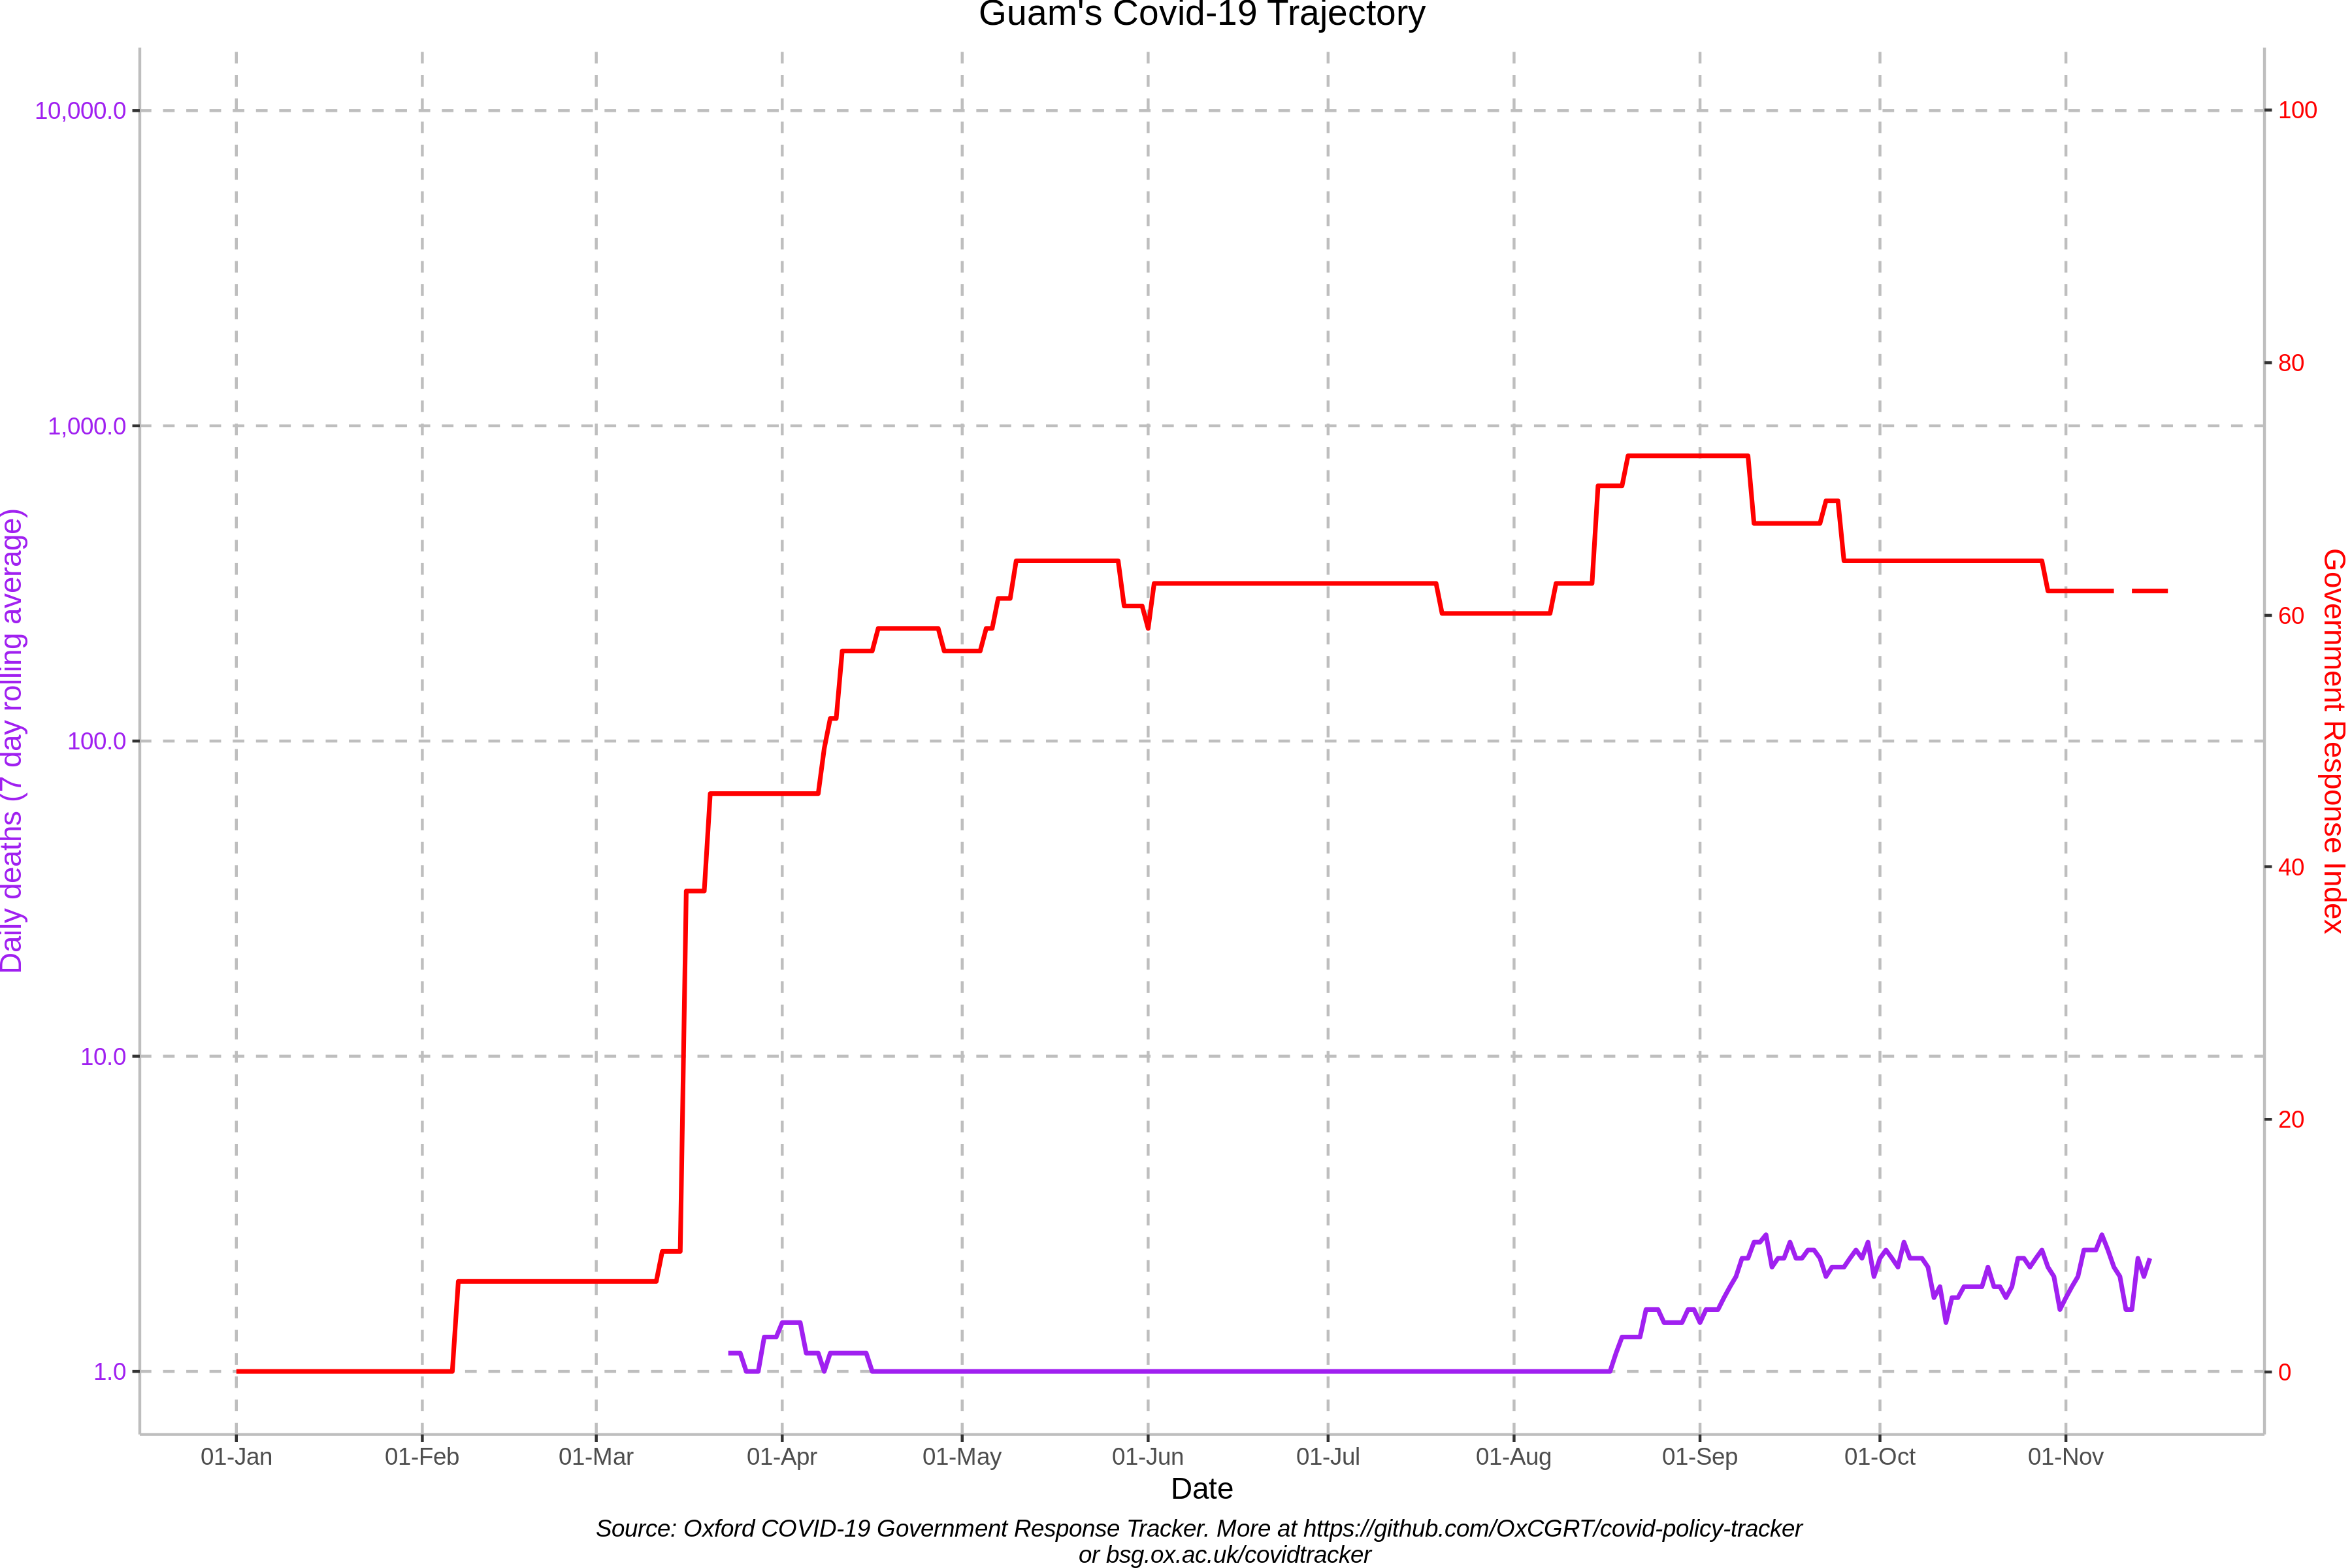 Guam's Covid-19 Trajectory
10,000.0
1,000.0
100.0
10.0
1.0
Daily deaths (7 day rolling average)
100
80
60
40
20
0
Government Response Index
01-Jan 01-Feb 01-Mar 01-Apr 01-May 01-Jun 01-Jul 01-Aug 01-Sep 01-Oct 01-Nov
Date
Source: Oxford COVID-19 Government Response Tracker. More at https://github.com/OxCGRT/covid-policy-tracker
or bsg.ox.ac.uk/covidtracker